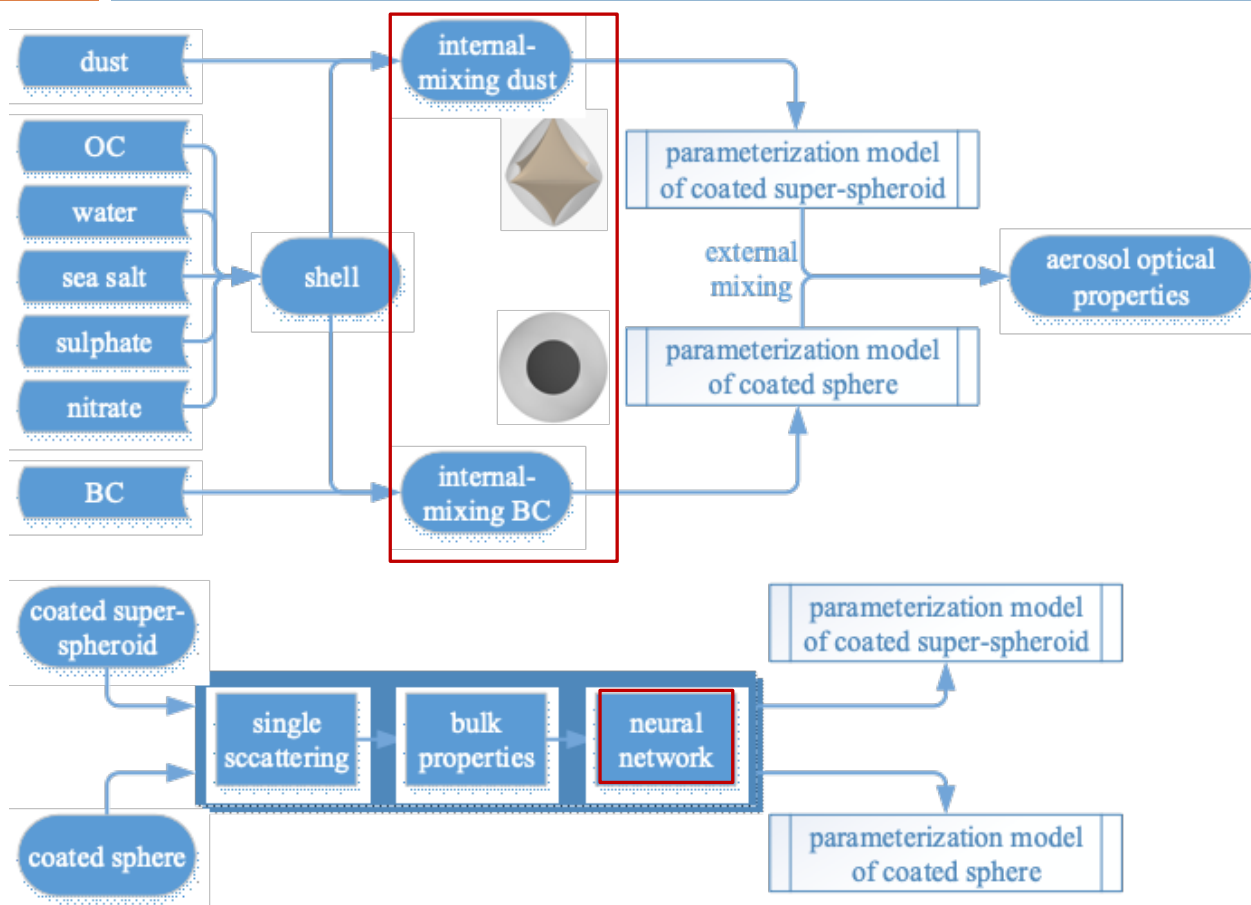 dust
OC
water
sea salt
sulphate
nitrate
BC
shell
internal-
mixing dust
internal-
mixing BC
parameterization model
of coated super-spheroid
external
mixing
parameterization model
of coated sphere
aerosol optical
properties
coated super-
spheroid
coated sphere
single
sccattering
bulk
properties
neural
network
parameterization model
of coated super-spheroid
parameterization model
of coated sphere